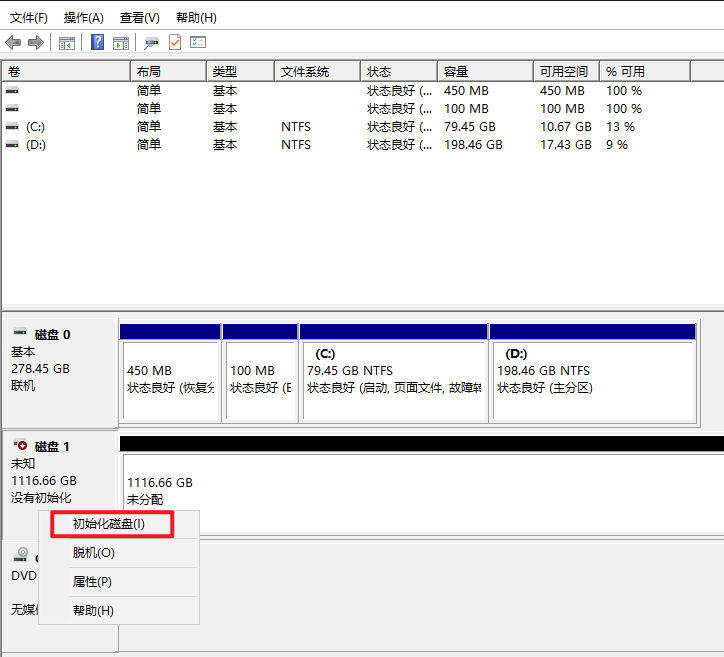 文件(F) 操作(A) 查看(V) 帮助(H)
卷 布局 类型 文件系统 状态 容量 可用空间 % 可用
简单 基本 状态良好 (... 450 MB 450 MB 100 %
简单 基本 状态良好 (... 100 MB 100 MB 100 %
(C:) 简单 基本 NTFS 状态良好 (... 79.45 GB 10.67 GB 13 %
(D:) 简单 基本 NTFS 状态良好 (... 198.46 GB 17.43 GB 9 %
磁盘 0
基本
278.45 GB
联机
450 MB
状态良好 (恢复分
100 MB
状态良好 (E
(C:)
79.45 GB NTFS
状态良好 (启动, 页面文件, 故障转
(D:)
198.46 GB NTFS
状态良好 (主分区)
磁盘 1
未知
1116.66 GB
没有初始化
1116.66 GB
未分配
初始化磁盘(I)
脱机(O)
属性(P)
帮助(H)
DVD
无媒